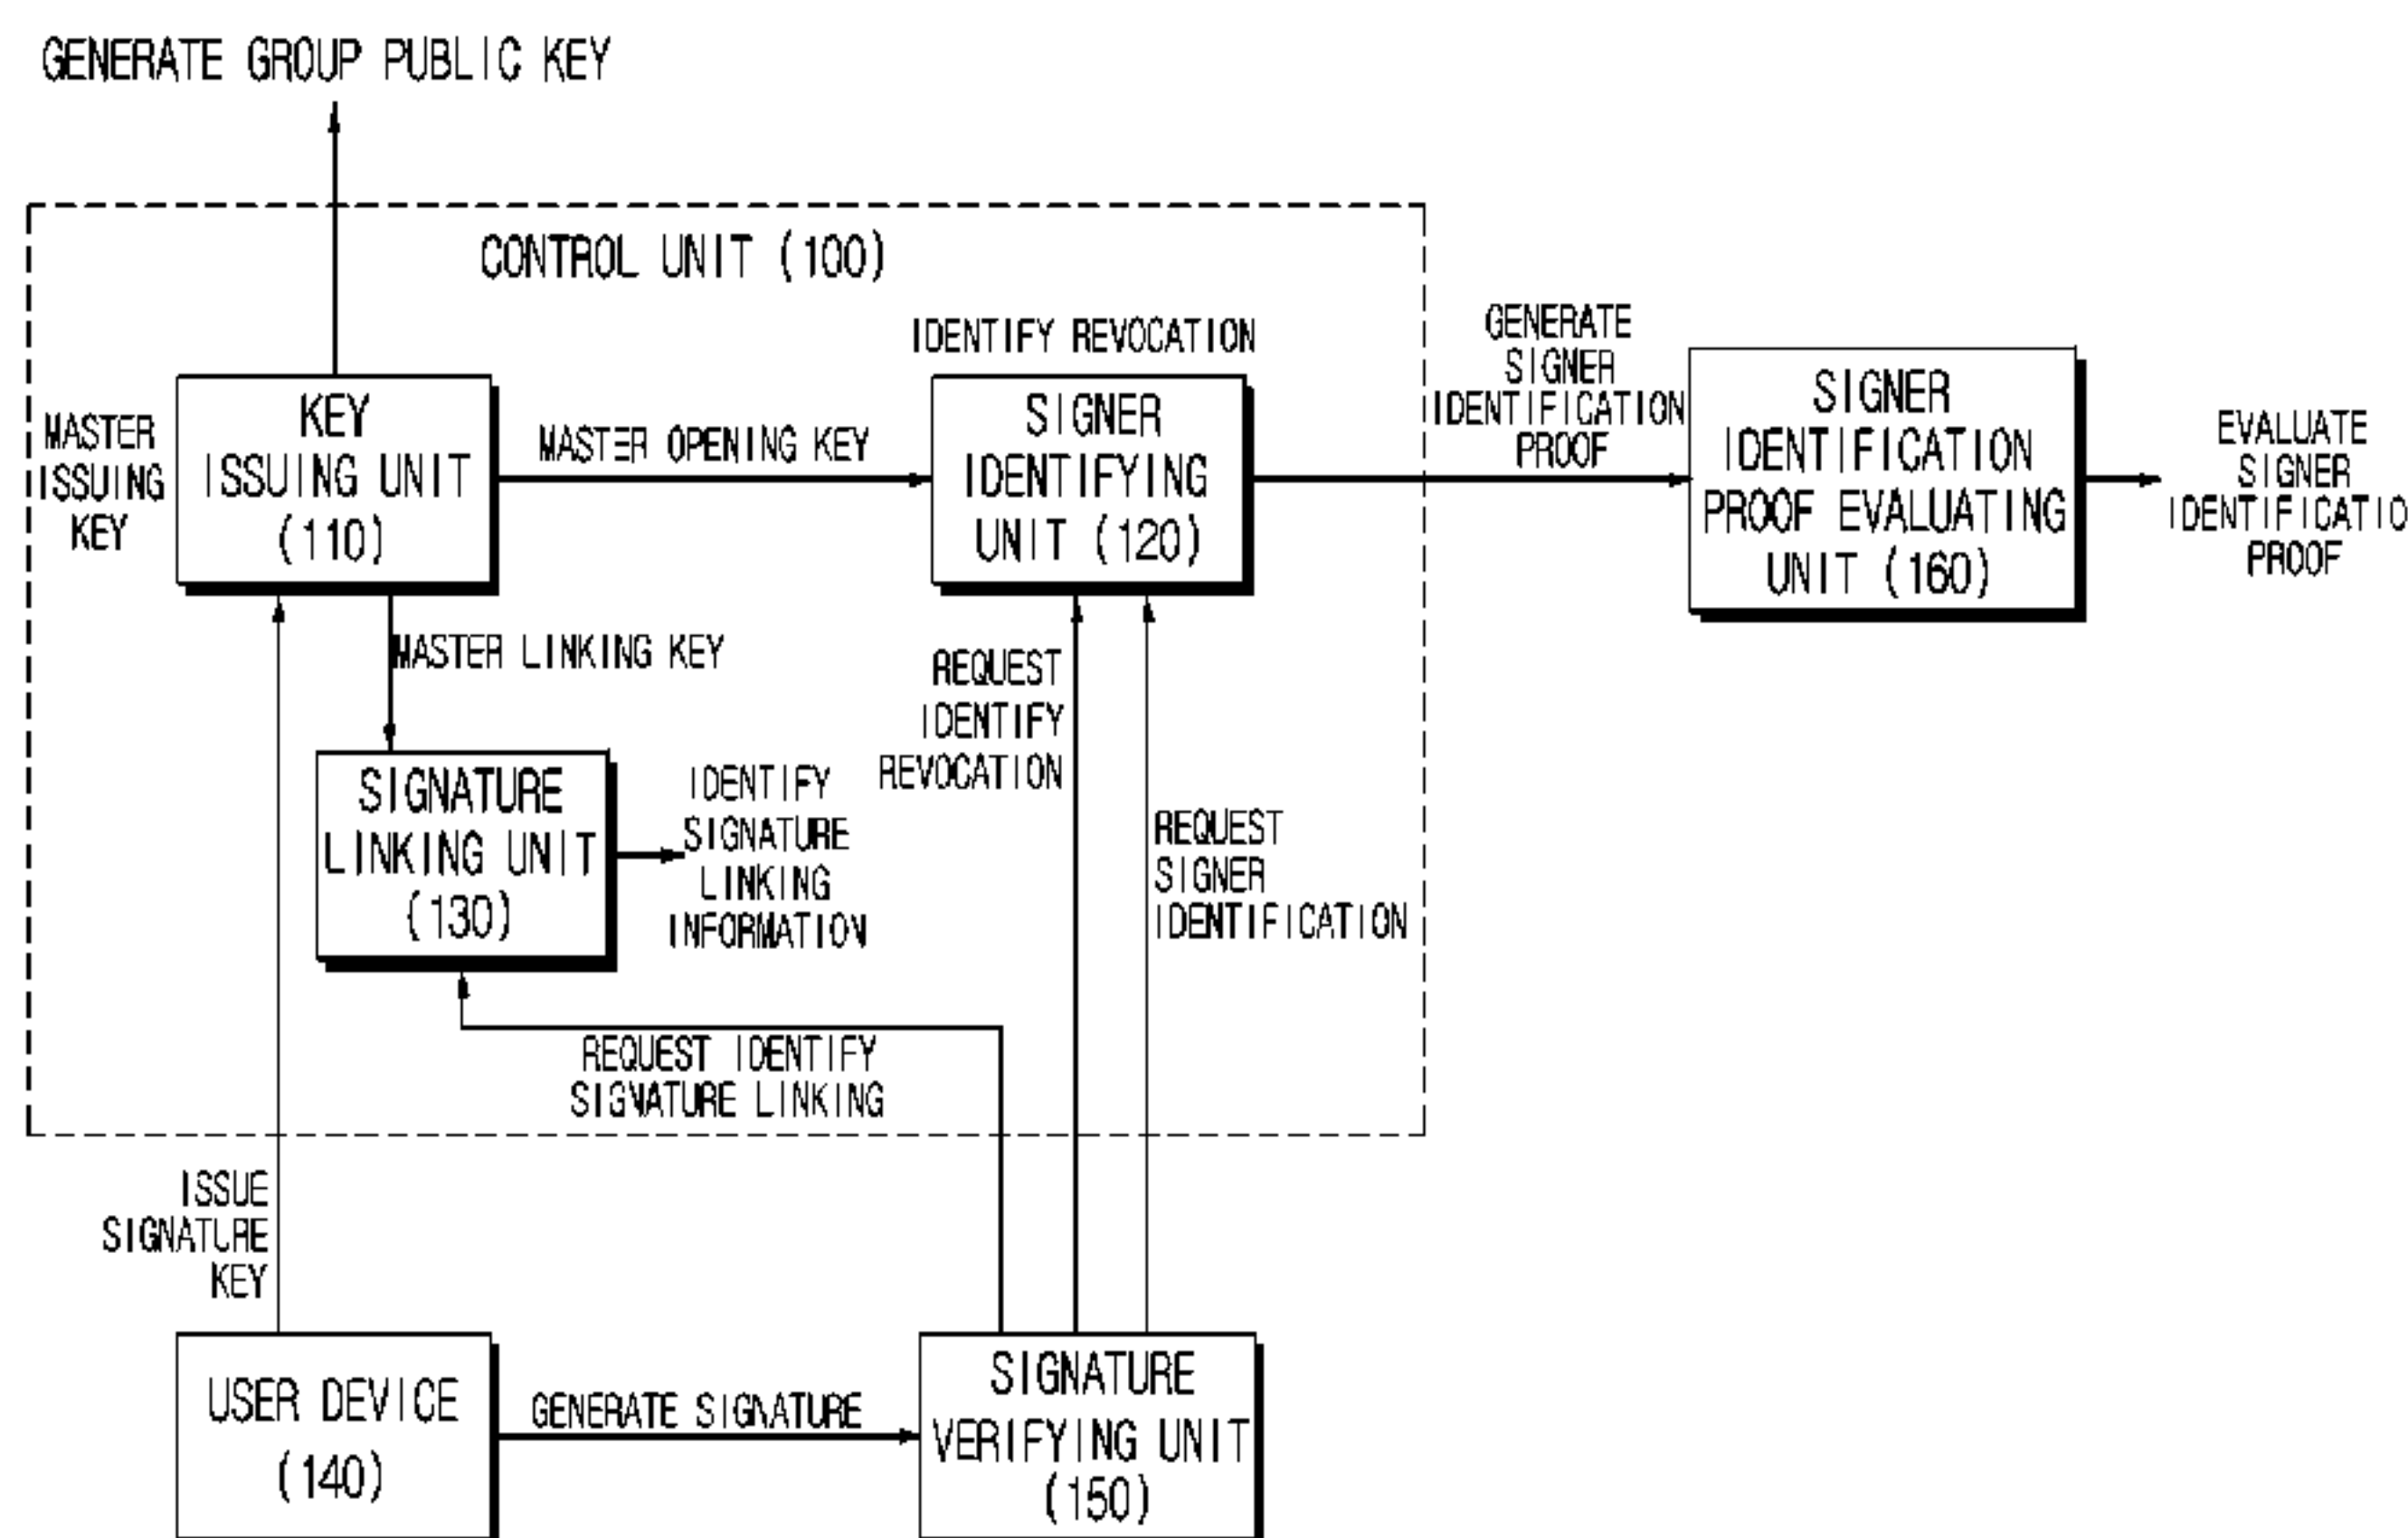 GENERATE GROUP PUBLIC KEY
CONTROL UNIT (100)
MASTER
ISSUING
KEY
KEY
ISSUING UNIT
(110)
MASTER OPENING KEY
IDENTIFY REVOCATION
SIGNER
IDENTIFYING
UNIT (120)
GENERATE
SIGNER
IDENTIFICATION
PROOF
SIGNER
IDENTIFICATION
PROOF EVALUATING
UNIT (160)
EVALUATE
SIGNER
IDENTIFICATIO
PROOF
MASTER LINKING KEY
SIGNATURE
LINKING UNIT
(130)
IDENTIFY
SIGNATURE
LINKING
INFORMATION
REQUEST
IDENTIFY
REVOCATION
REQUEST
SIGNER
IDENTIFICATION
REQUEST IDENTIFY
SIGNATURE LINKING
ISSUE
SIGNATURE
KEY
USER DEVICE
(140)
GENERATE SIGNATURE
SIGNATURE
VERIFYING UNIT
(150)